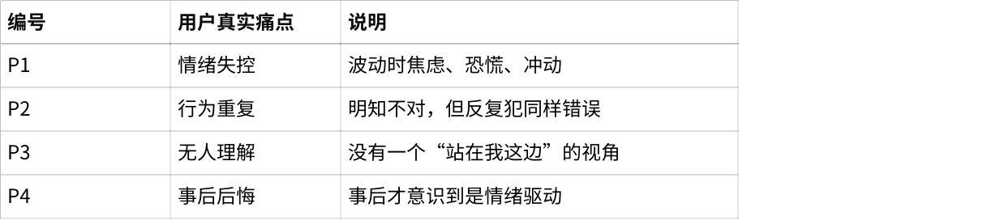 编号 用户真实痛点 说明
P1 情绪失控 波动时焦虑、恐慌、冲动
P2 行为重复 明知不对，但反复犯同样错误
P3 无人理解 没有一个“站在我这边”的视角
P4 事后后悔 事后才意识到是情绪驱动